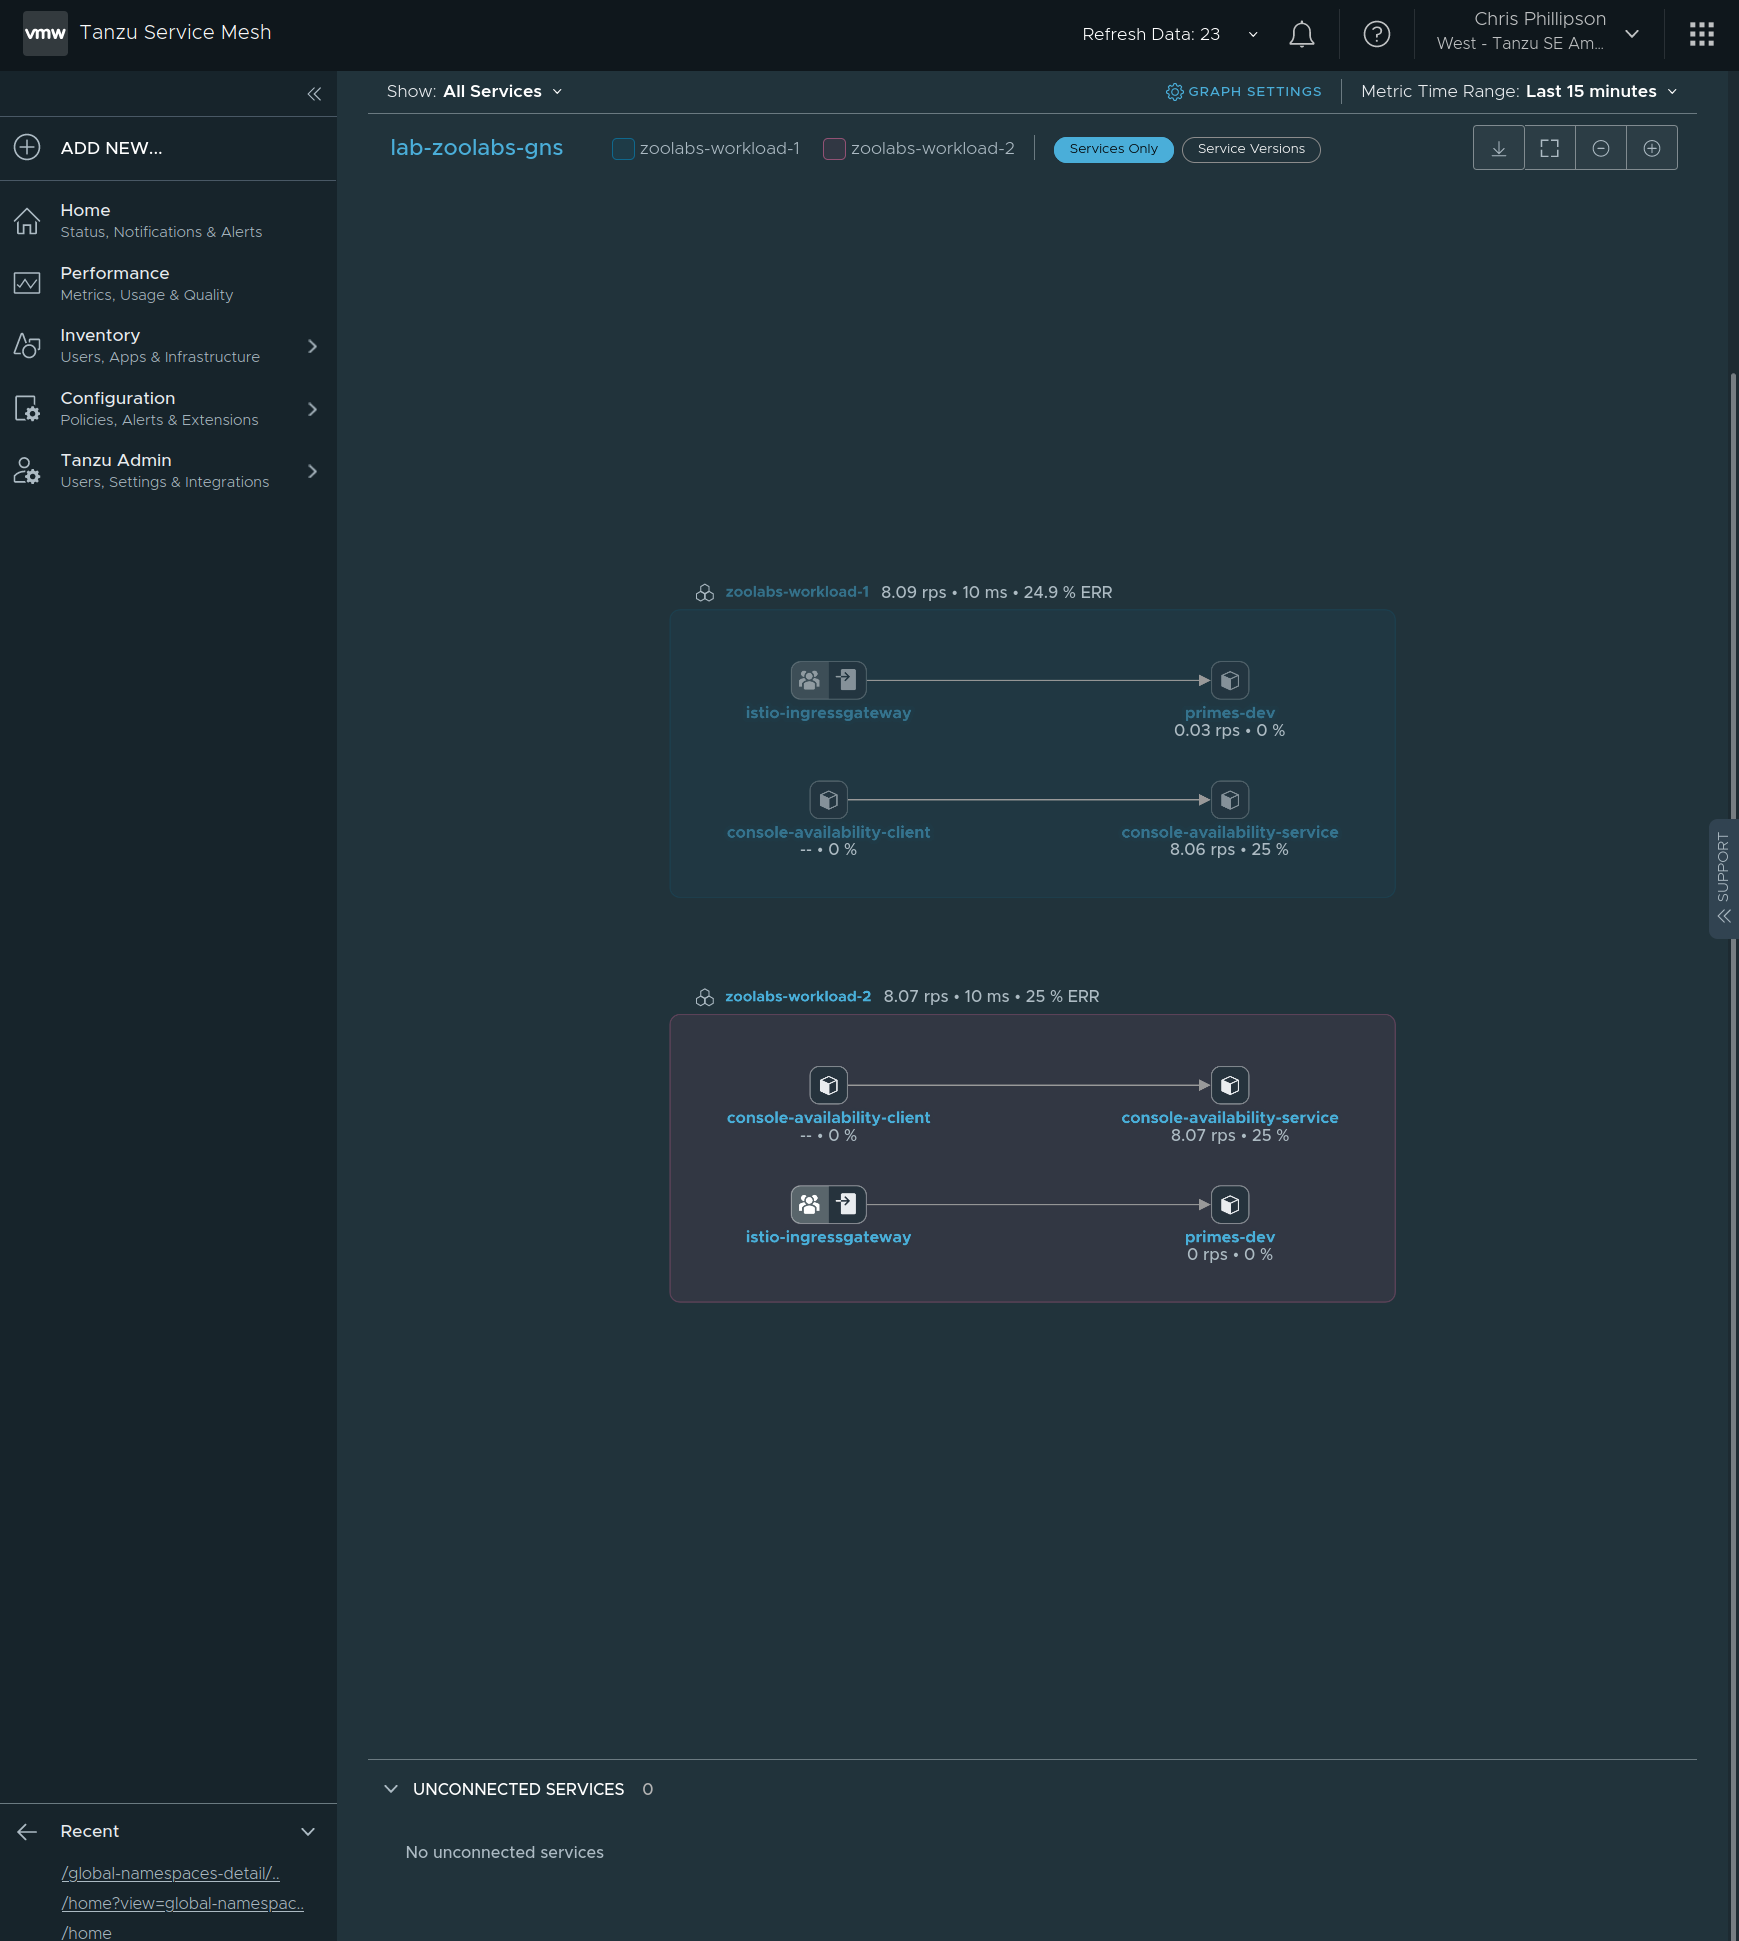 vmw Tanzu Service Mesh
Refresh Data: 23
Chris Phillipson
West - Tanzu SE Am...
ADD NEW...
Home
Status, Notifications & Alerts
Performance
Metrics, Usage & Quality
Inventory
Users, Apps & Infrastructure
Configuration
Policies, Alerts & Extensions
Tanzu Admin
Users, Settings & Integrations
Show: All Services
GRAPH SETTINGS
Metric Time Range: Last 15 minutes
lab-zoolabs-gns
zoolabs-workload-1
zoolabs-workload-2
Services Only
Service Versions
zoolabs-workload-1 8.09 rps • 10 ms • 24.9 % ERR
istio-ingressgateway
primes-dev
0.03 rps • 0 %
console-availability-client
-- • 0 %
console-availability-service
8.06 rps • 25 %
SUPPORT
zoolabs-workload-2 8.07 rps • 10 ms • 25 % ERR
console-availability-client
-- • 0 %
console-availability-service
8.07 rps • 25 %
istio-ingressgateway
primes-dev
0 rps • 0 %
UNCONNECTED SERVICES 0
No unconnected services
Recent
/global-namespaces-detail/..
/home?view=global-namespac..
/home